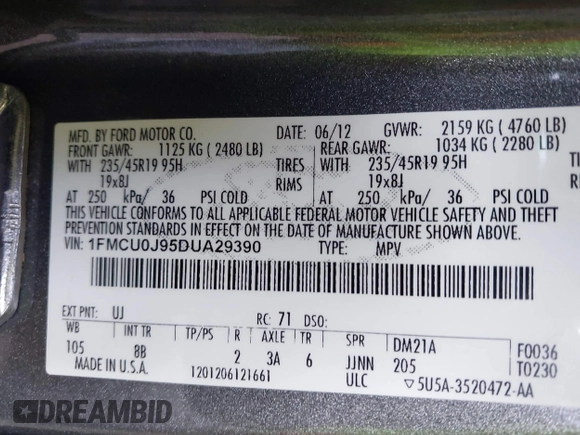 MFD. BY FORD MOTOR CO.
DATE: 06/12 GVWR: 2159 KG ( 4760 LB)
FRONT GAWR: 1125 KG ( 2480 LB) REAR GAWR: 1034 KG ( 2280 LB)
WITH 235/45R19 95H TIRES WITH 235/45R19 95H TIRES
19x8J RIMS 19x8J RIMS
AT 250 kPa/ 36 PSI COLD AT 250 kPa/ 36 PSI COLD
THIS VEHICLE CONFORMS TO ALL APPLICABLE FEDERAL MOTOR VEHICLE SAFETY AND THEFT
PREVENTION STANDARDS IN EFFECT ON THE DATE OF MANUFACTURE SHOWN ABOVE.
VIN: 1FMCU0J95DUA29390 TYPE: MPV
EXT PNT: UJ RC: 71 DSO:
WB INT TR TP/PS R AXLE TR SPR DM21A F0036
105 8B 2 3A 6 JJNN 205 T0230
MADE IN U.S.A. 1201206121661 ULC 5U5A-3520472-AA
DREAMBID